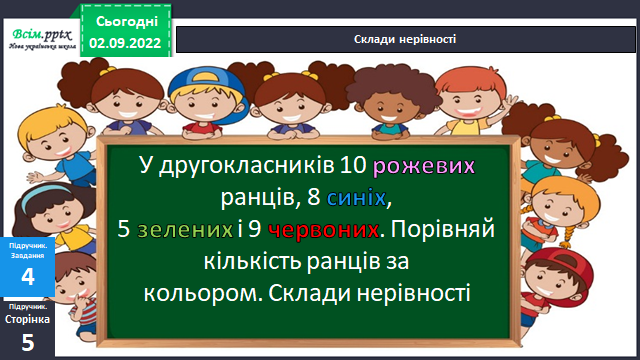 Всім.pptx
Нова українська школа
Сьогодні
02.09.2022
Склади нерівності
У другокласників 10 рожевих
ранців, 8 синіх,
5 зелених і 9 червоних. Порівняй
кількість ранців за
кольором. Склади нерівності
Підручник.
Завдання
4
Підручник.
Сторінка
5